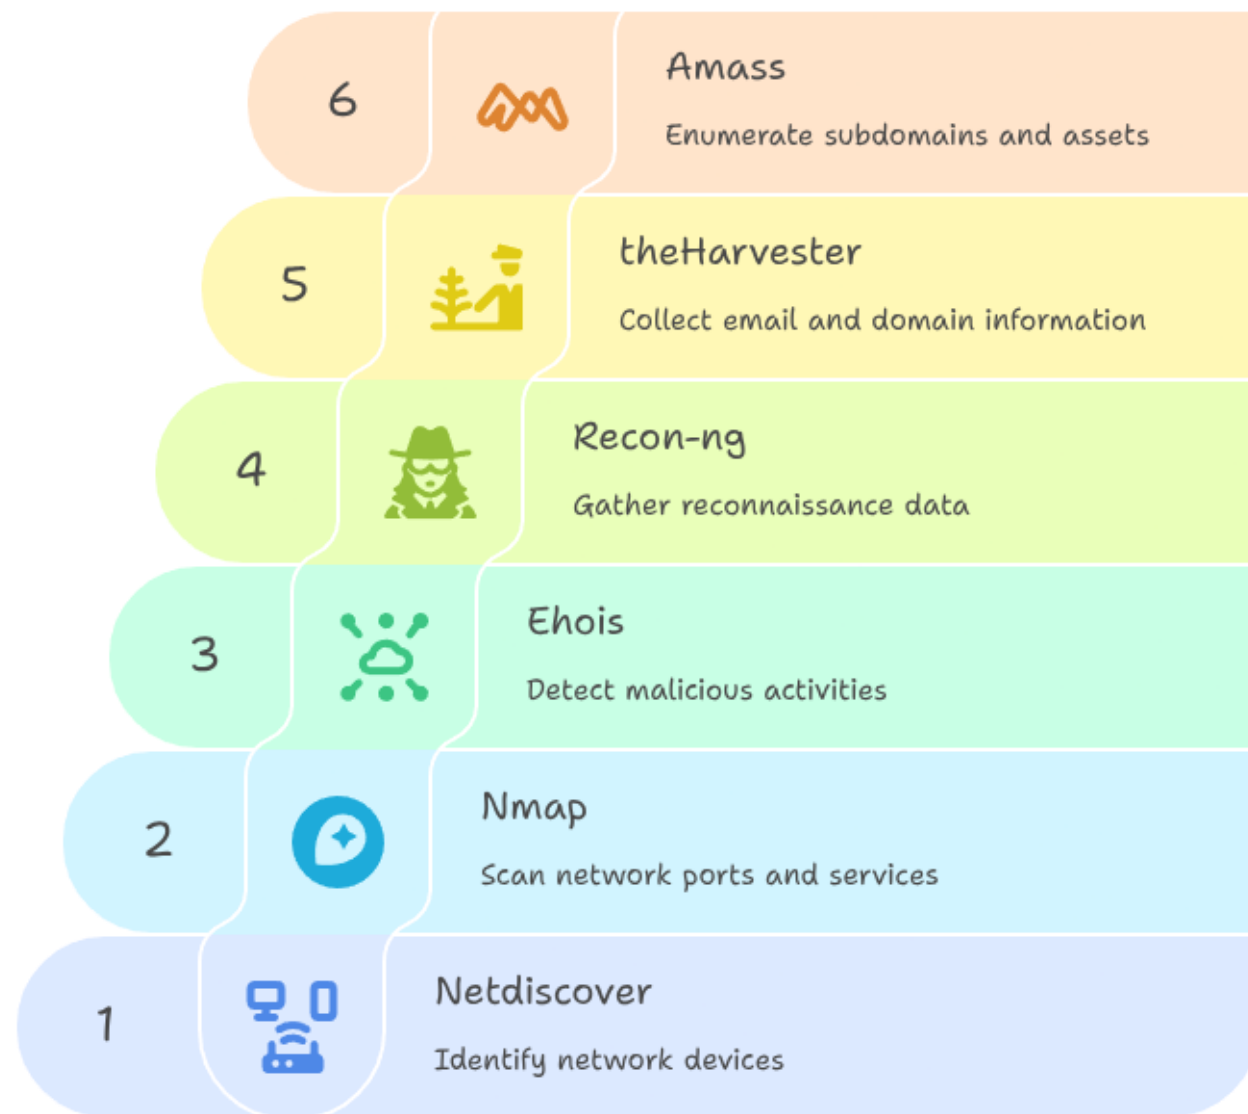 6
Amass
Enumerate subdomains and assets
5
theHarvester
Collect email and domain information
4
Recon-ng
Gather reconnaissance data
3
Ehois
Detect malicious activities
2
Nmap
Scan network ports and services
1
Netdiscover
Identify network devices